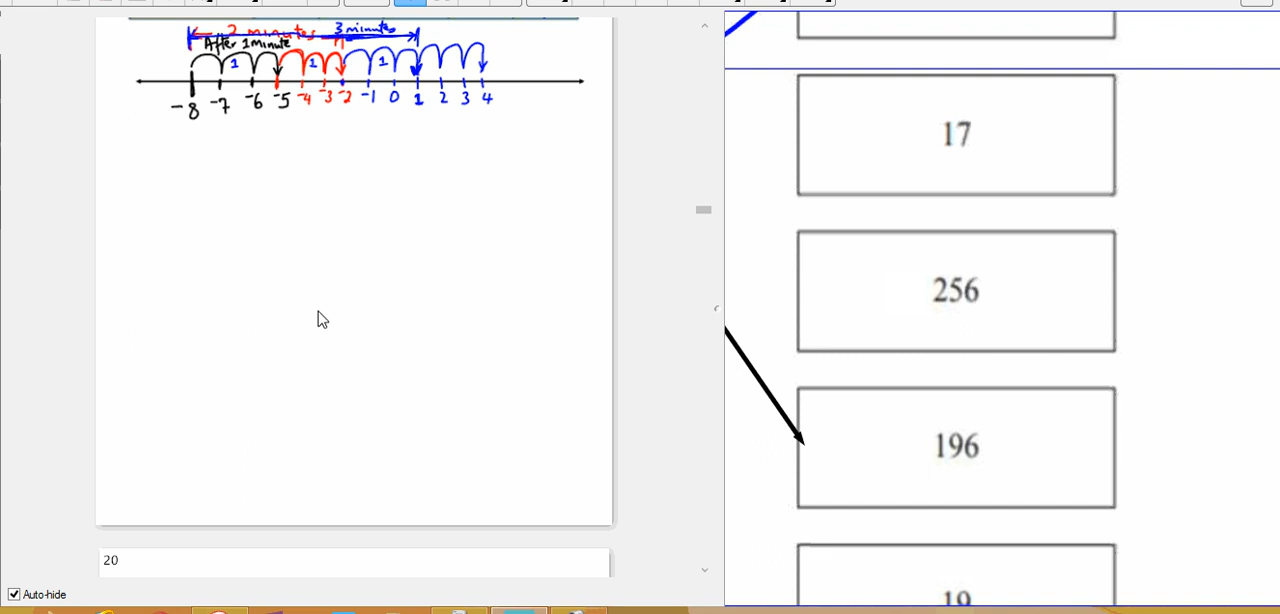 2 minutes 3 minutes
After 1 minute
1 1 1
-8 -7 -6 -5 -4 -3 -2 -1 0 1 2 3 4
20
Auto-hide
17
256
196
19